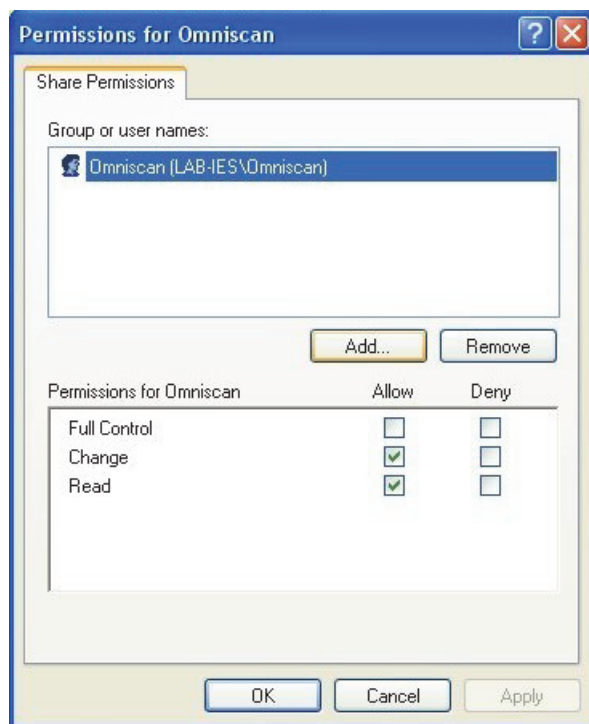 Permissions for Omniscan
Share Permissions
Group or user names:
Omniscan (LAB-IES\Omniscan)
Add...
Remove
Permissions for Omniscan Allow Deny
Full Control
Change
Read
OK
Cancel
Apply